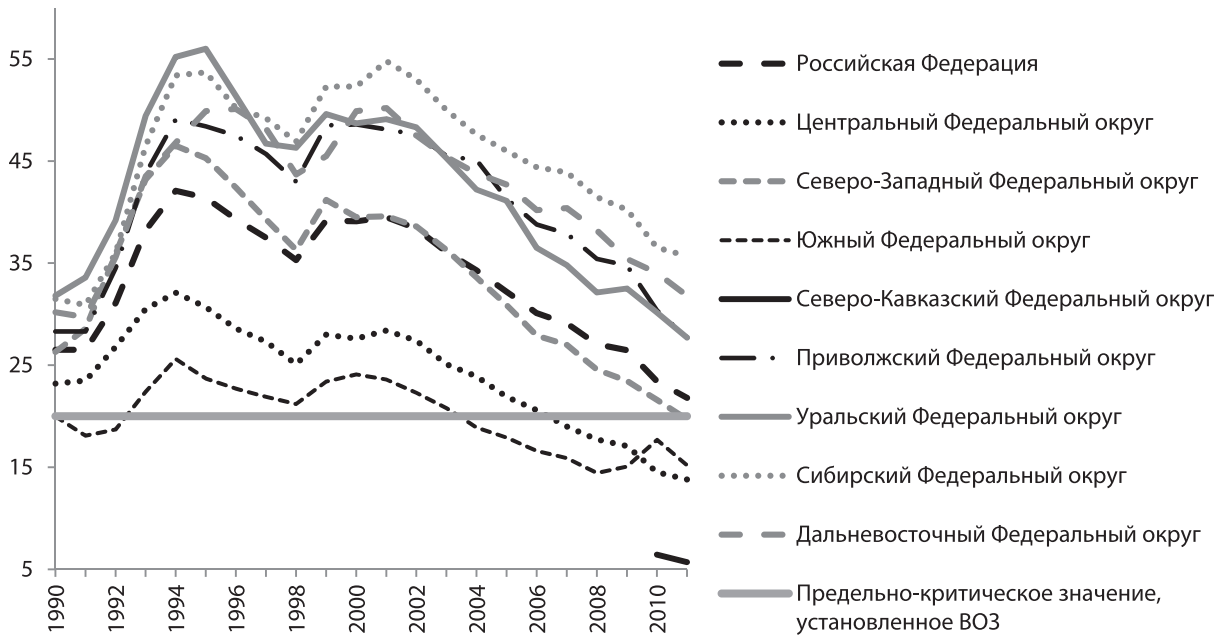 55
45
35
25
15
5
1990
1992
1994
1996
1998
2000
2002
2004
2006
2008
2010
Российская Федерация
Центральный Федеральный округ
Северо-Западный Федеральный округ
Южный Федеральный округ
Северо-Кавказский Федеральный округ
Приволжский Федеральный округ
Уральский Федеральный округ
Сибирский Федеральный округ
Дальневосточный Федеральный округ
Предельно-критическое значение,
установленное ВОЗ